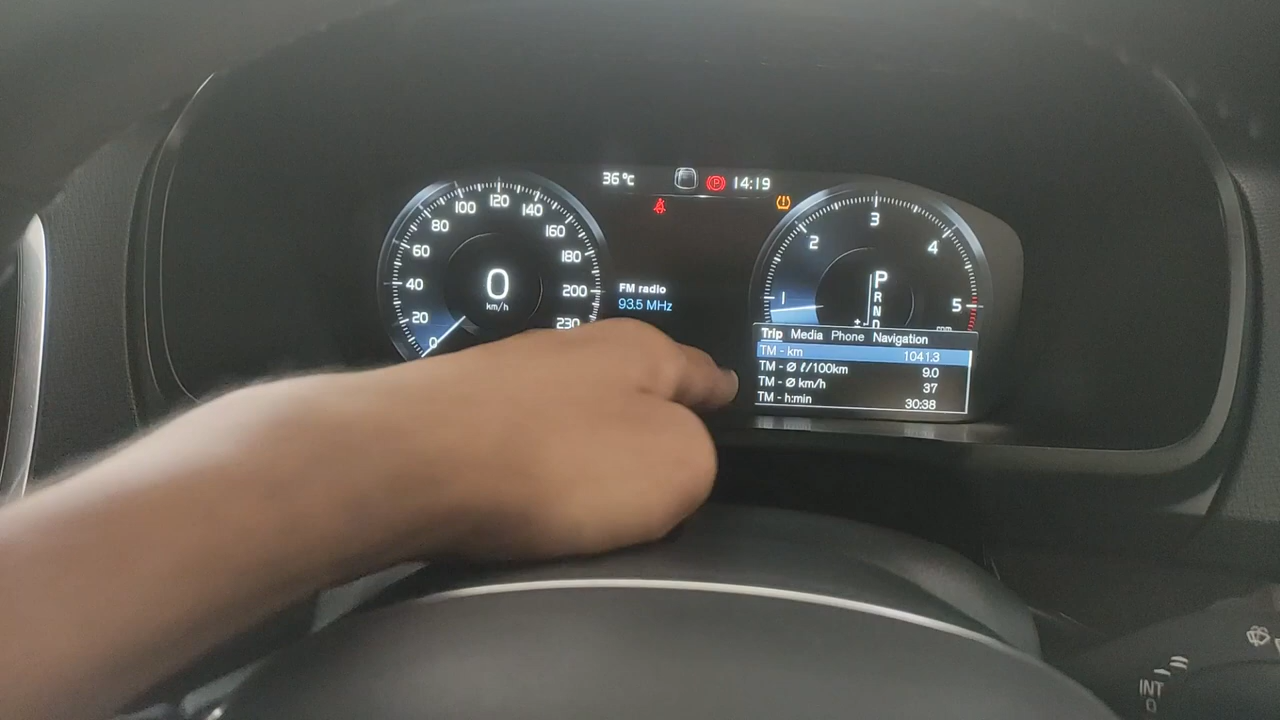 36°C
14:19
0
20
40
60
80
100
120
140
160
180
200
230
0
km/h
FM radio
93.5 MHz
1
2
3
4
5
P
R
N
D
+
-
Trip Media Phone Navigation
TM - km 1041.3
TM - Ø ℓ/100km 9.0
TM - Ø km/h 37
TM - h:min 30:38
INT
0